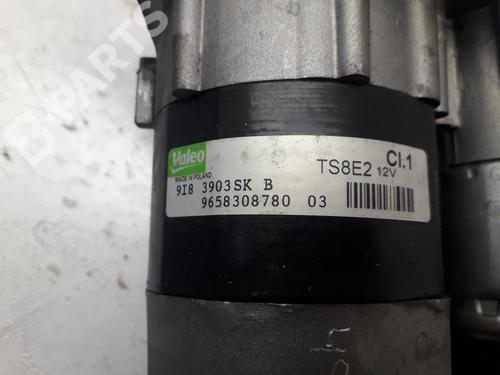 B-PARTS
Valeo
MADE IN POLAND
TS8E2 12V
Cl.1
9I8 3903SK B
9658308780 03